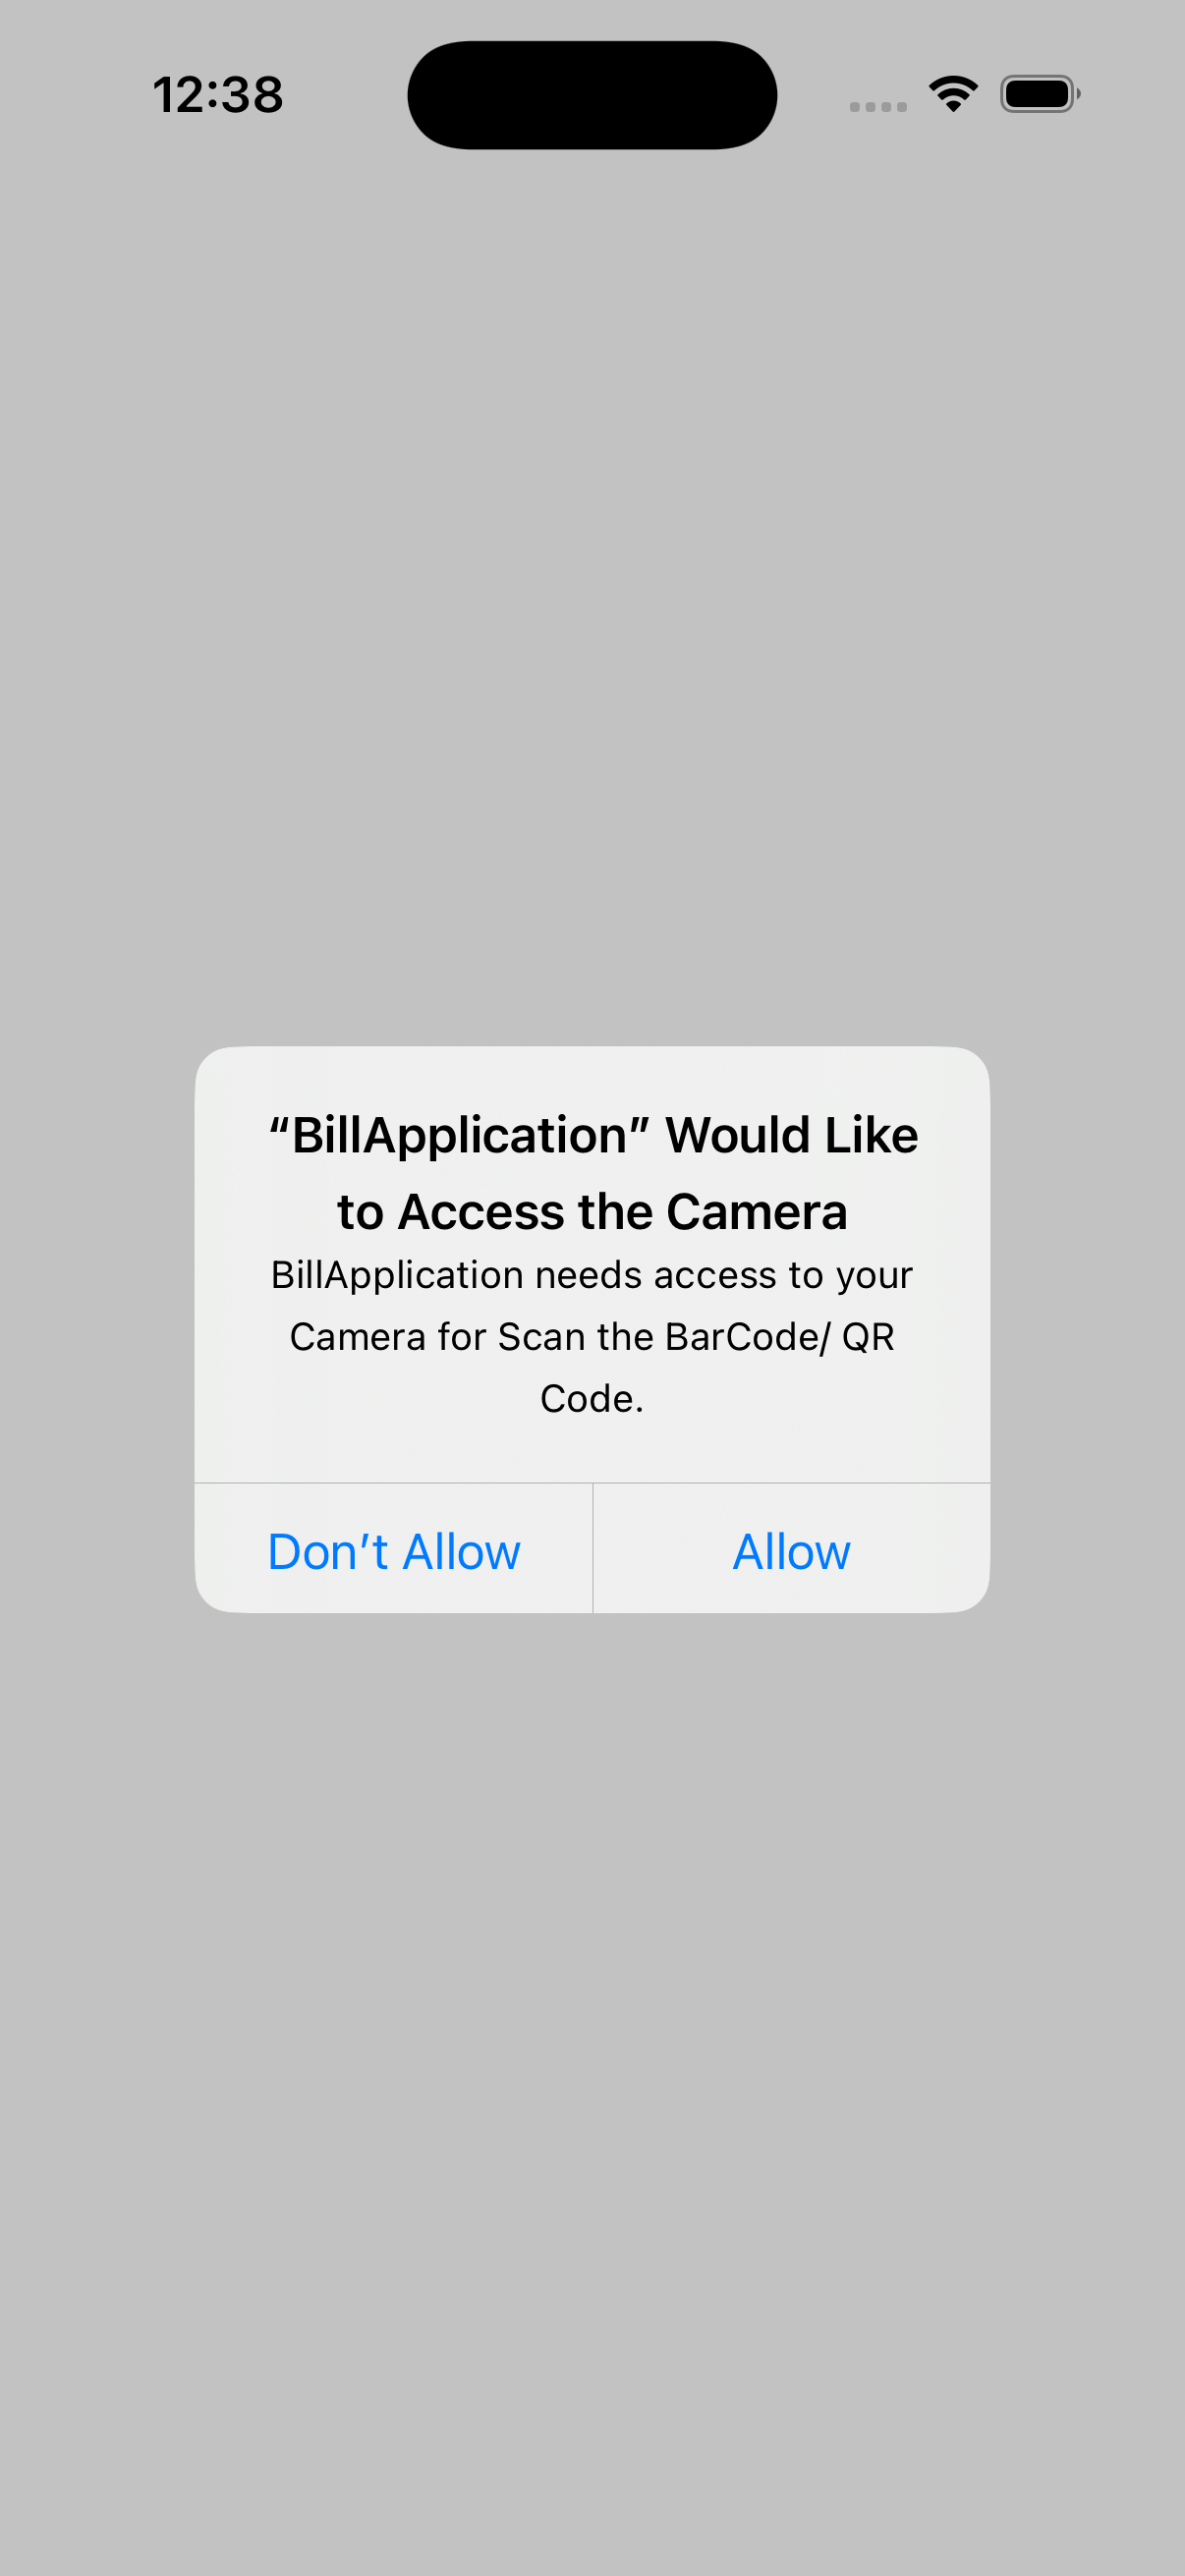 12:38
“BillApplication” Would Like
to Access the Camera
BillApplication needs access to your
Camera for Scan the BarCode/ QR
Code.
Don’t Allow
Allow